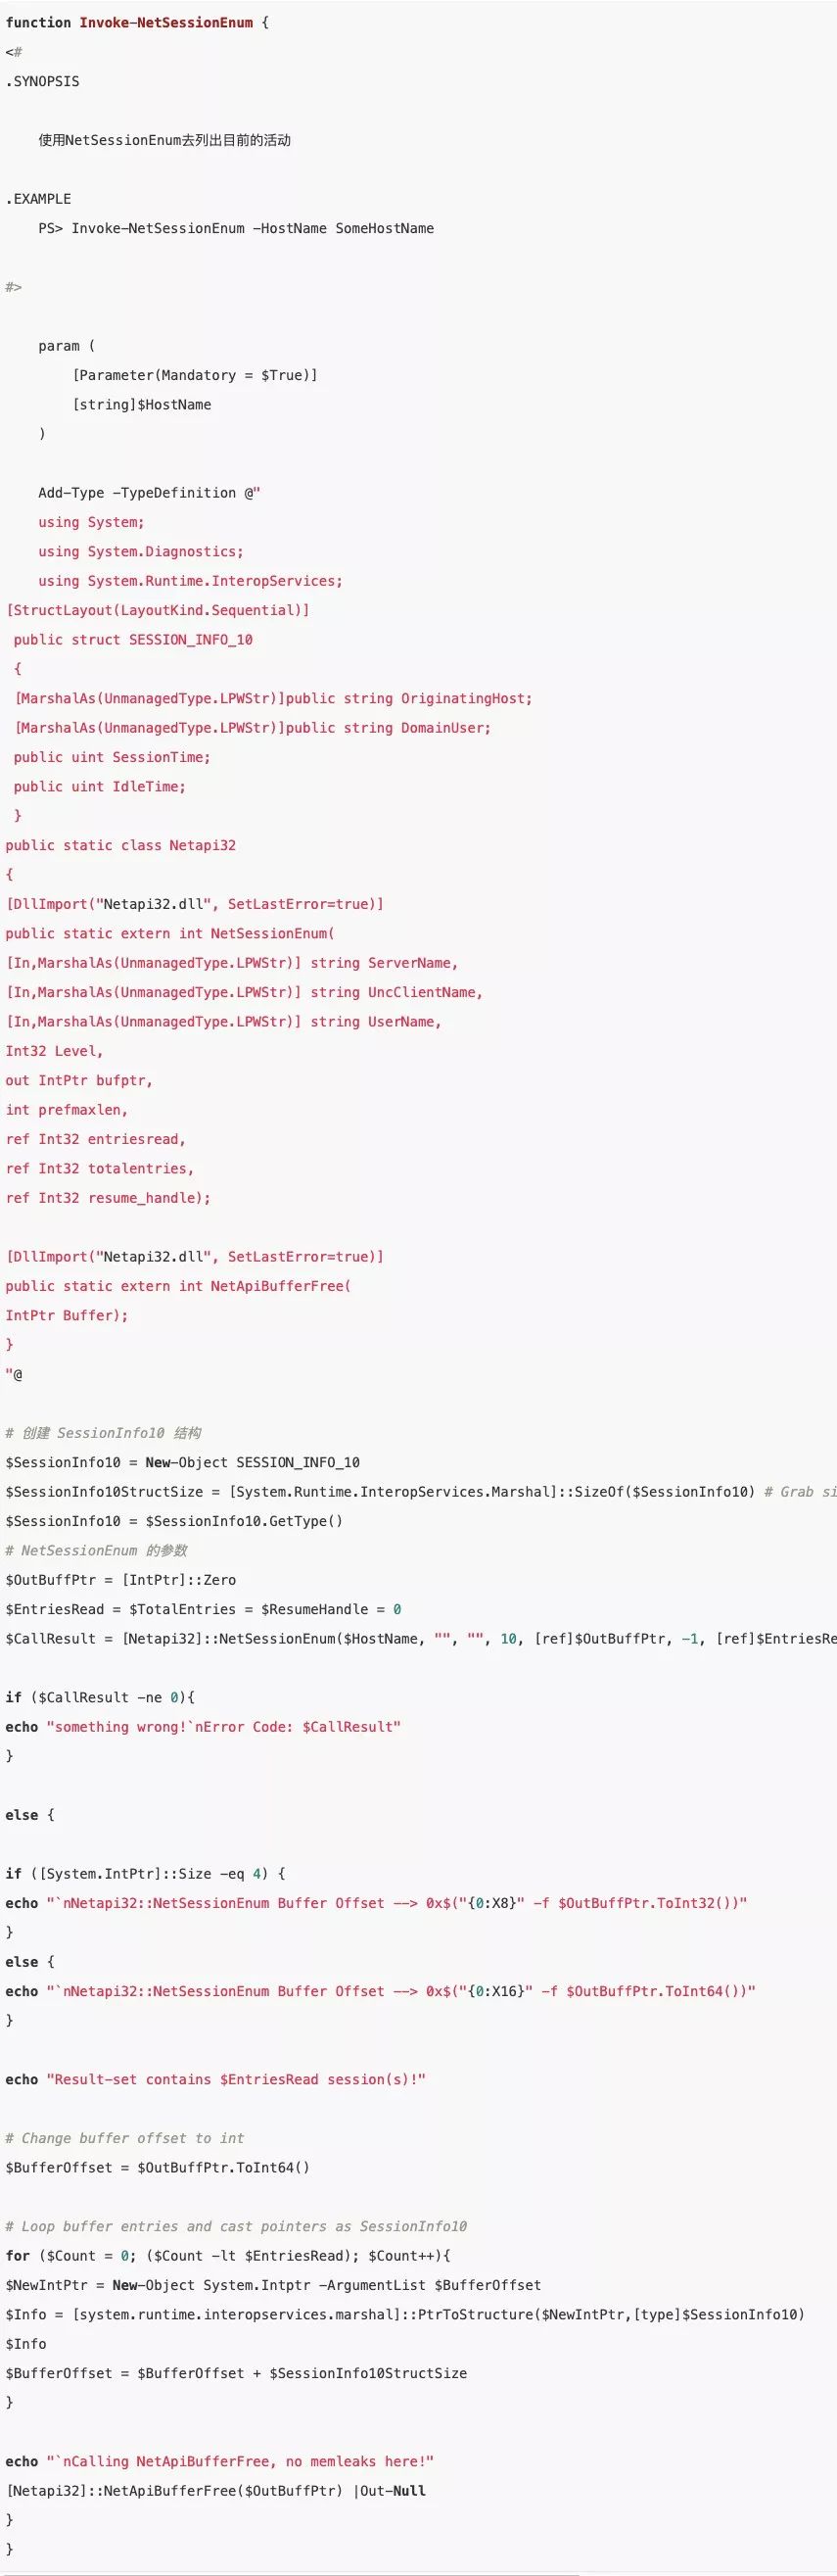 function Invoke-NetSessionEnum {
<#
.SYNOPSIS
    使用NetSessionEnum去列出目前的活动
.EXAMPLE
    PS> Invoke-NetSessionEnum -HostName SomeHostName
#>
    param (
        [Parameter(Mandatory = $True)]
        [string]$HostName
    )
    Add-Type -TypeDefinition @"
    using System;
    using System.Diagnostics;
    using System.Runtime.InteropServices;
[StructLayout(LayoutKind.Sequential)]
 public struct SESSION_INFO_10
 {
 [MarshalAs(UnmanagedType.LPWStr)]public string OriginatingHost;
 [MarshalAs(UnmanagedType.LPWStr)]public string DomainUser;
 public uint SessionTime;
 public uint IdleTime;
 }
public static class Netapi32
{
[DllImport("Netapi32.dll", SetLastError=true)]
public static extern int NetSessionEnum(
[In,MarshalAs(UnmanagedType.LPWStr)] string ServerName,
[In,MarshalAs(UnmanagedType.LPWStr)] string UncClientName,
[In,MarshalAs(UnmanagedType.LPWStr)] string UserName,
Int32 Level,
out IntPtr bufptr,
int prefmaxlen,
ref Int32 entriesread,
ref Int32 totalentries,
ref Int32 resume_handle);
[DllImport("Netapi32.dll", SetLastError=true)]
public static extern int NetApiBufferFree(
IntPtr Buffer);
}
"@
# 创建 SessionInfo10 结构
$SessionInfo10 = New-Object SESSION_INFO_10
$SessionInfo10StructSize = [System.Runtime.InteropServices.Marshal]::SizeOf($SessionInfo10) # Grab si
$SessionInfo10 = $SessionInfo10.GetType()
# NetSessionEnum 的参数
$OutBuffPtr = [IntPtr]::Zero
$EntriesRead = $TotalEntries = $ResumeHandle = 0
$CallResult = [Netapi32]::NetSessionEnum($HostName, "", "", 10, [ref]$OutBuffPtr, -1, [ref]$EntriesRe
if ($CallResult -ne 0){
echo "something wrong!`nError Code: $CallResult"
}
else {
if ([System.IntPtr]::Size -eq 4) {
echo "`nNetapi32::NetSessionEnum Buffer Offset --> 0x$("{0:X8}" -f $OutBuffPtr.ToInt32())"
}
else {
echo "`nNetapi32::NetSessionEnum Buffer Offset --> 0x$("{0:X16}" -f $OutBuffPtr.ToInt64())"
}
echo "Result-set contains $EntriesRead session(s)!"
# Change buffer offset to int
$BufferOffset = $OutBuffPtr.ToInt64()
# Loop buffer entries and cast pointers as SessionInfo10
for ($Count = 0; ($Count -lt $EntriesRead); $Count++){
$NewIntPtr = New-Object System.Intptr -ArgumentList $BufferOffset
$Info = [system.runtime.interopservices.marshal]::PtrToStructure($NewIntPtr,[type]$SessionInfo10)
$Info
$BufferOffset = $BufferOffset + $SessionInfo10StructSize
}
echo "`nCalling NetApiBufferFree, no memleaks here!"
[Netapi32]::NetApiBufferFree($OutBuffPtr) |Out-Null
}
}